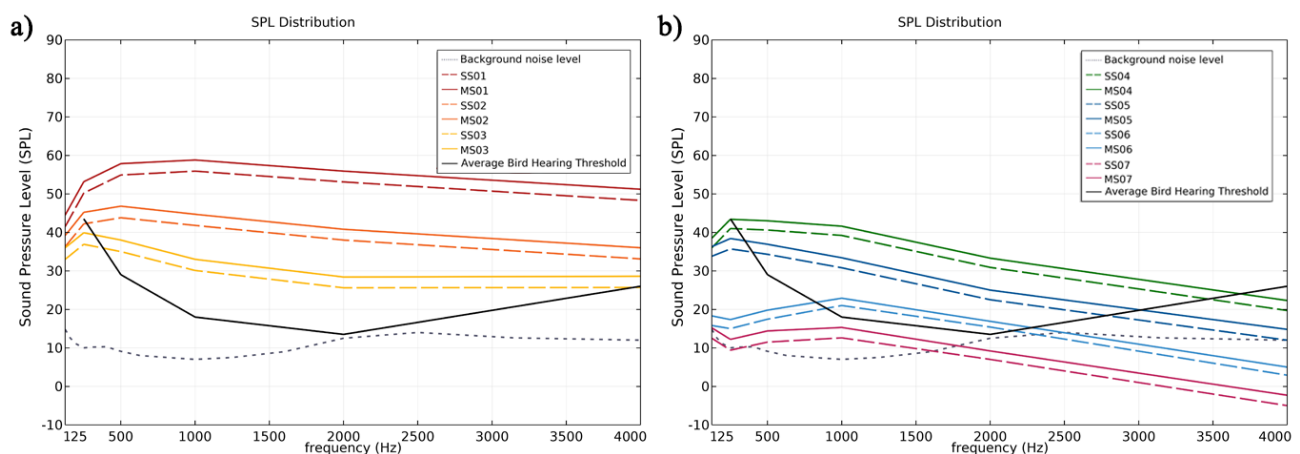 a)
SPL Distribution
Sound Pressure Level (SPL)
90
80
70
60
50
40
30
20
10
0
-10
Background noise level
SS01
MS01
SS02
MS02
SS03
MS03
Average Bird Hearing Threshold
125 500 1000 1500 2000 2500 3000 3500 4000
frequency (Hz)
b)
SPL Distribution
Sound Pressure Level (SPL)
90
80
70
60
50
40
30
20
10
0
-10
Background noise level
SS04
MS04
SS05
MS05
SS06
MS06
SS07
MS07
Average Bird Hearing Threshold
125 500 1000 1500 2000 2500 3000 3500 4000
frequency (Hz)